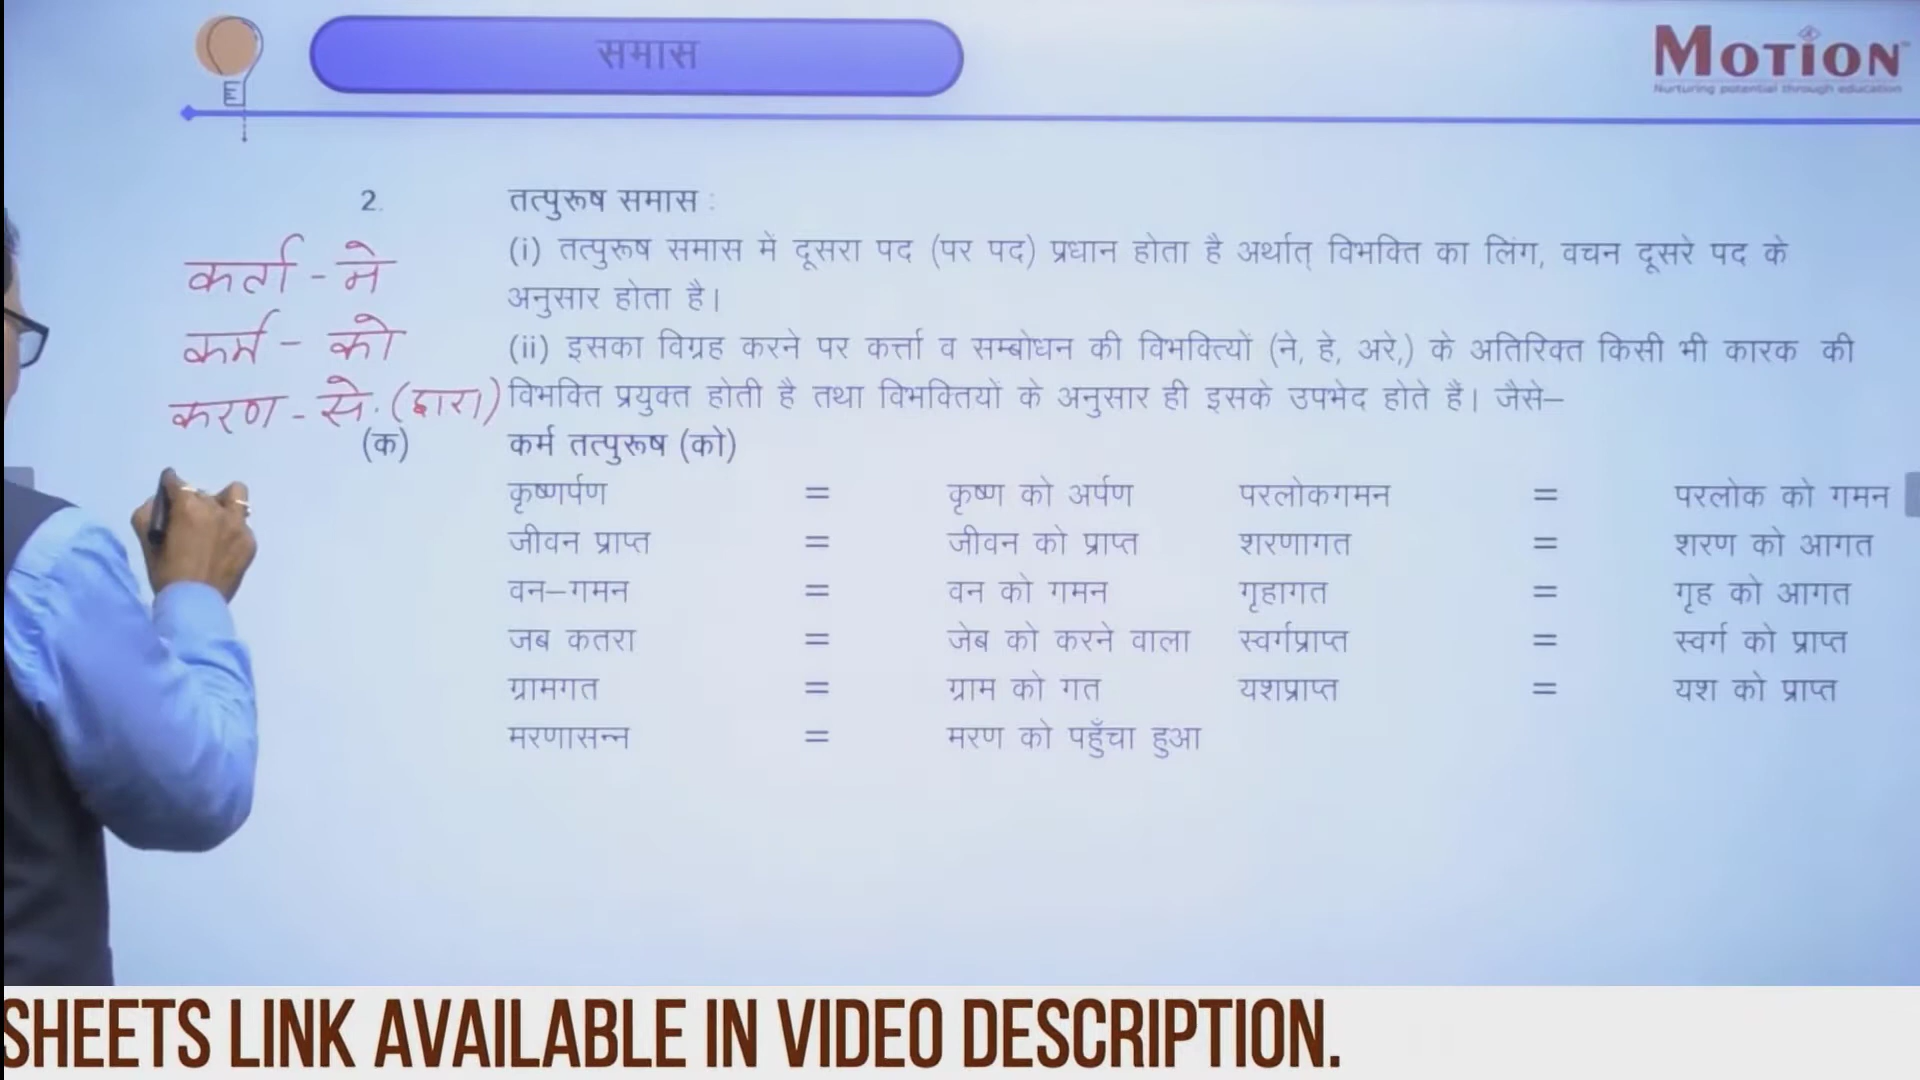 समास
MOTION
Nurturing potential through education
2. तत्पुरूष समास :
(i) तत्पुरूष समास में दूसरा पद (पर पद) प्रधान होता है अर्थात् विभक्ति का लिंग, वचन दूसरे पद के
अनुसार होता है।
(ii) इसका विग्रह करने पर कर्त्ता व सम्बोधन की विभक्तियों (ने, हे, अरे,) के अतिरिक्त किसी भी कारक की
विभक्ति प्रयुक्त होती है तथा विभक्तियों के अनुसार ही इसके उपभेद होते हैं। जैसे–
कर्ता - ने
कर्म - को
करण - से. (द्वारा)
(क) कर्म तत्पुरूष (को)
कृष्णर्पण = कृष्ण को अर्पण परलोकगमन = परलोक को गमन
जीवन प्राप्त = जीवन को प्राप्त शरणागत = शरण को आगत
वन–गमन = वन को गमन गृहागत = गृह को आगत
जब कतरा = जेब को करने वाला स्वर्गप्राप्त = स्वर्ग को प्राप्त
ग्रामगत = ग्राम को गत यशप्राप्त = यश को प्राप्त
मरणासन्न = मरण को पहुँचा हुआ
SHEETS LINK AVAILABLE IN VIDEO DESCRIPTION.